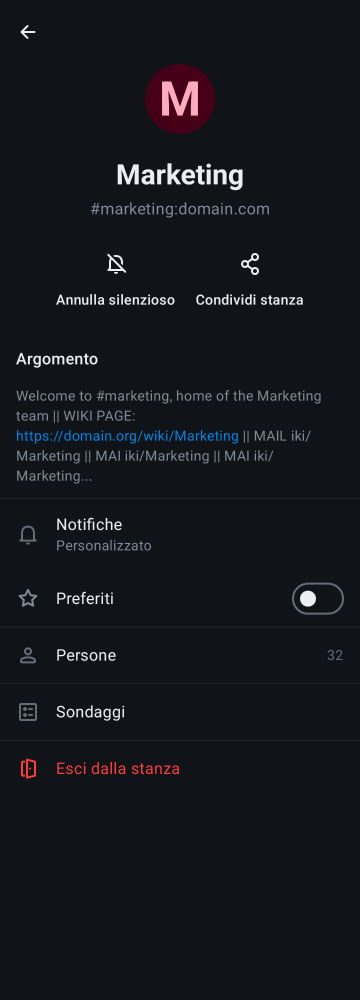 M
Marketing
#marketing:domain.com
Annulla silenzioso
Condividi stanza
Argomento
Welcome to #marketing, home of the Marketing
team || WIKI PAGE:
https://domain.org/wiki/Marketing || MAIL iki/
Marketing || MAI iki/Marketing || MAI iki/
Marketing...
Notifiche
Personalizzato
Preferiti
Persone 32
Sondaggi
Esci dalla stanza